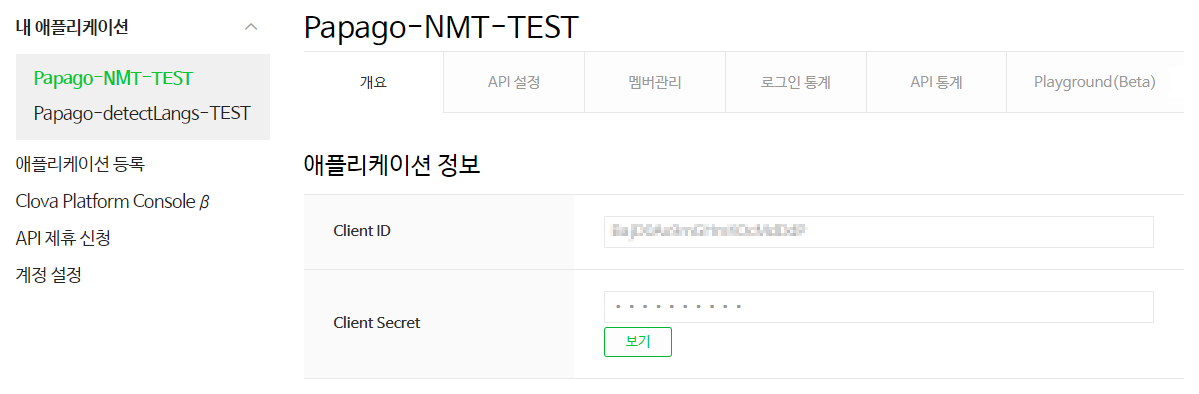 내 애플리케이션
Papago-NMT-TEST
Papago-detectLangs-TEST
애플리케이션 등록
Clova Platform Console β
API 제휴 신청
계정 설정
Papago-NMT-TEST
개요 API 설정 멤버관리 로그인 통계 API 통계 Playground(Beta)
애플리케이션 정보
Client ID
Client Secret
보기